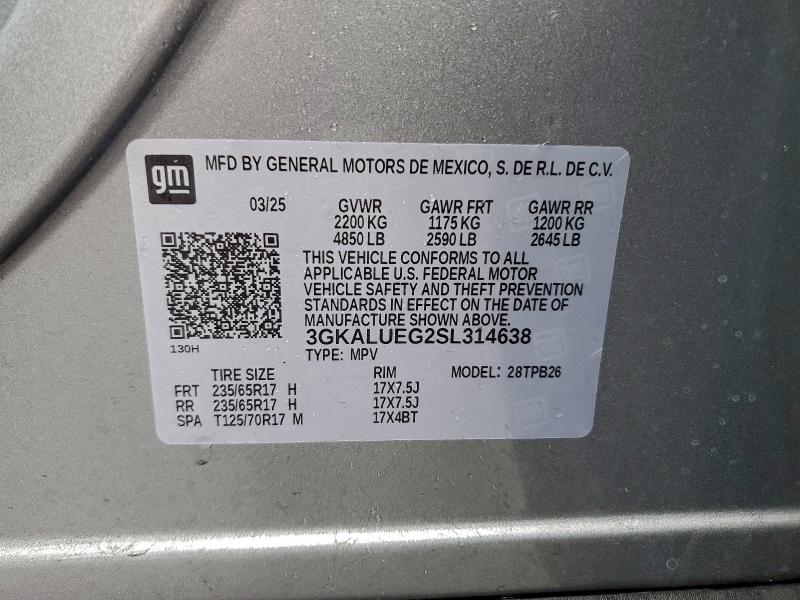 gm
MFD BY GENERAL MOTORS DE MEXICO, S. DE R.L. DE C.V.
03/25 GVWR GAWR FRT GAWR RR
2200 KG 1175 KG 1200 KG
4850 LB 2590 LB 2645 LB
THIS VEHICLE CONFORMS TO ALL
APPLICABLE U.S. FEDERAL MOTOR
VEHICLE SAFETY AND THEFT PREVENTION
STANDARDS IN EFFECT ON THE DATE OF
MANUFACTURE SHOWN ABOVE.
3GKALUEG2SL314638
130H
TYPE: MPV
TIRE SIZE RIM MODEL: 28TPB26
FRT 235/65R17 H 17X7.5J
RR 235/65R17 H 17X7.5J
SPA T125/70R17 M 17X4BT